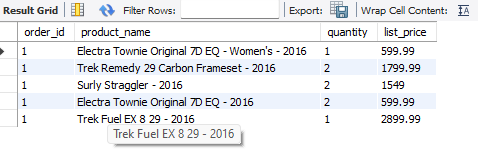 Result Grid Filter Rows: Export: Wrap Cell Content:
order_id product_name quantity list_price
1 Electra Townie Original 7D EQ - Women's - 2016 1 599.99
1 Trek Remedy 29 Carbon Frameset - 2016 2 1799.99
1 Surly Straggler - 2016 2 1549
1 Electra Townie Original 7D EQ - 2016 2 599.99
1 Trek Fuel EX 8 29 - 2016 1 2899.99
Trek Fuel EX 8 29 - 2016